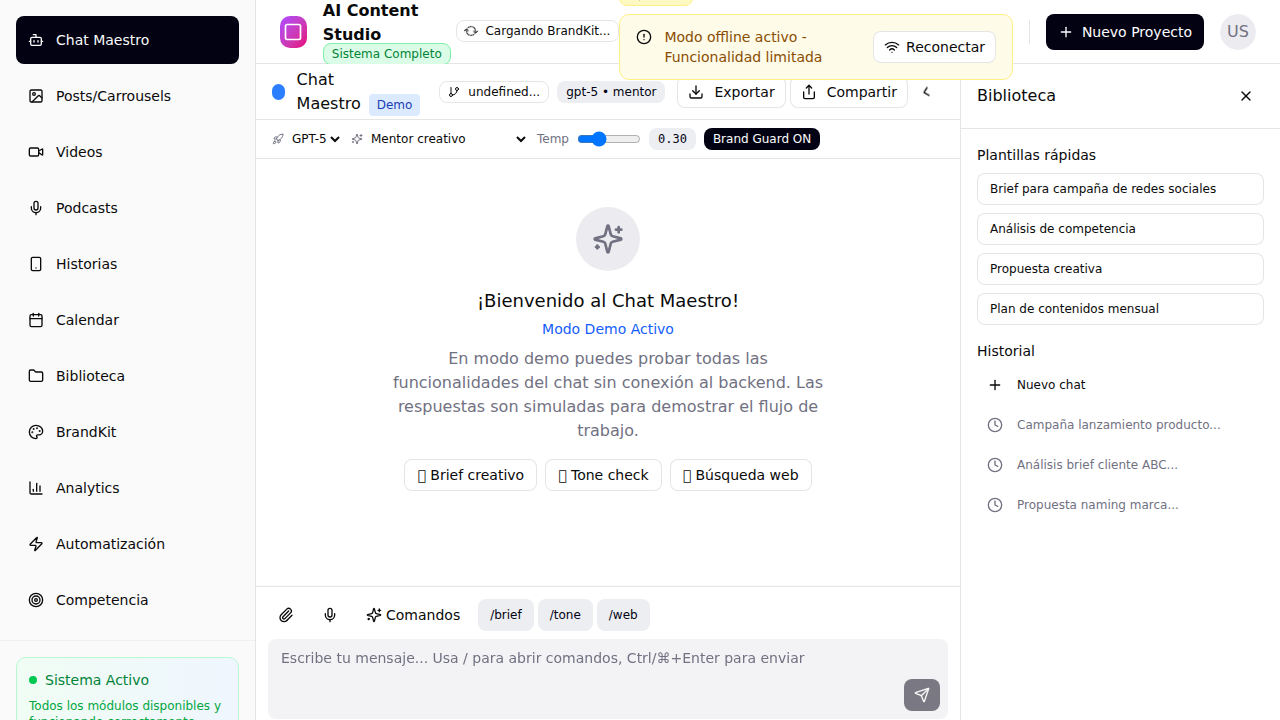 Chat Maestro
Posts/Carrousels
Videos
Podcasts
Historias
Calendar
Biblioteca
BrandKit
Analytics
Automatización
Competencia
Sistema Activo
Todos los módulos disponibles y
funcionando correctamente
AI Content
Studio
Sistema Completo
Cargando BrandKit...
Modo offline activo -
Funcionalidad limitada
Reconectar
Nuevo Proyecto
US
Chat
Maestro
Demo
undefined...
gpt-5 • mentor
Exportar
Compartir
GPT-5
Mentor creativo
Temp
0.30
Brand Guard ON
¡Bienvenido al Chat Maestro!
Modo Demo Activo
En modo demo puedes probar todas las
funcionalidades del chat sin conexión al backend. Las
respuestas son simuladas para demostrar el flujo de
trabajo.
Brief creativo
Tone check
Búsqueda web
Comandos
/brief
/tone
/web
Escribe tu mensaje... Usa / para abrir comandos, Ctrl/⌘+Enter para enviar
Biblioteca
Plantillas rápidas
Brief para campaña de redes sociales
Análisis de competencia
Propuesta creativa
Plan de contenidos mensual
Historial
Nuevo chat
Campaña lanzamiento producto...
Análisis brief cliente ABC...
Propuesta naming marca...